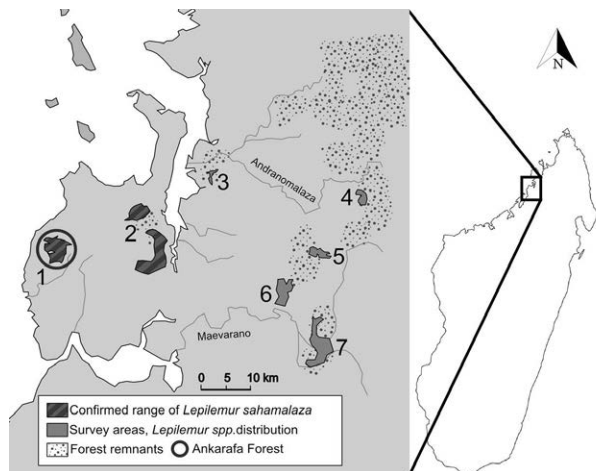 N
Andranomalaza
3
4
2
1
5
6
Maevarano
7
0 5 10 km
Confirmed range of Lepilemur sahamalaza
Survey areas, Lepilemur spp.distribution
Forest remnants Ankarafa Forest